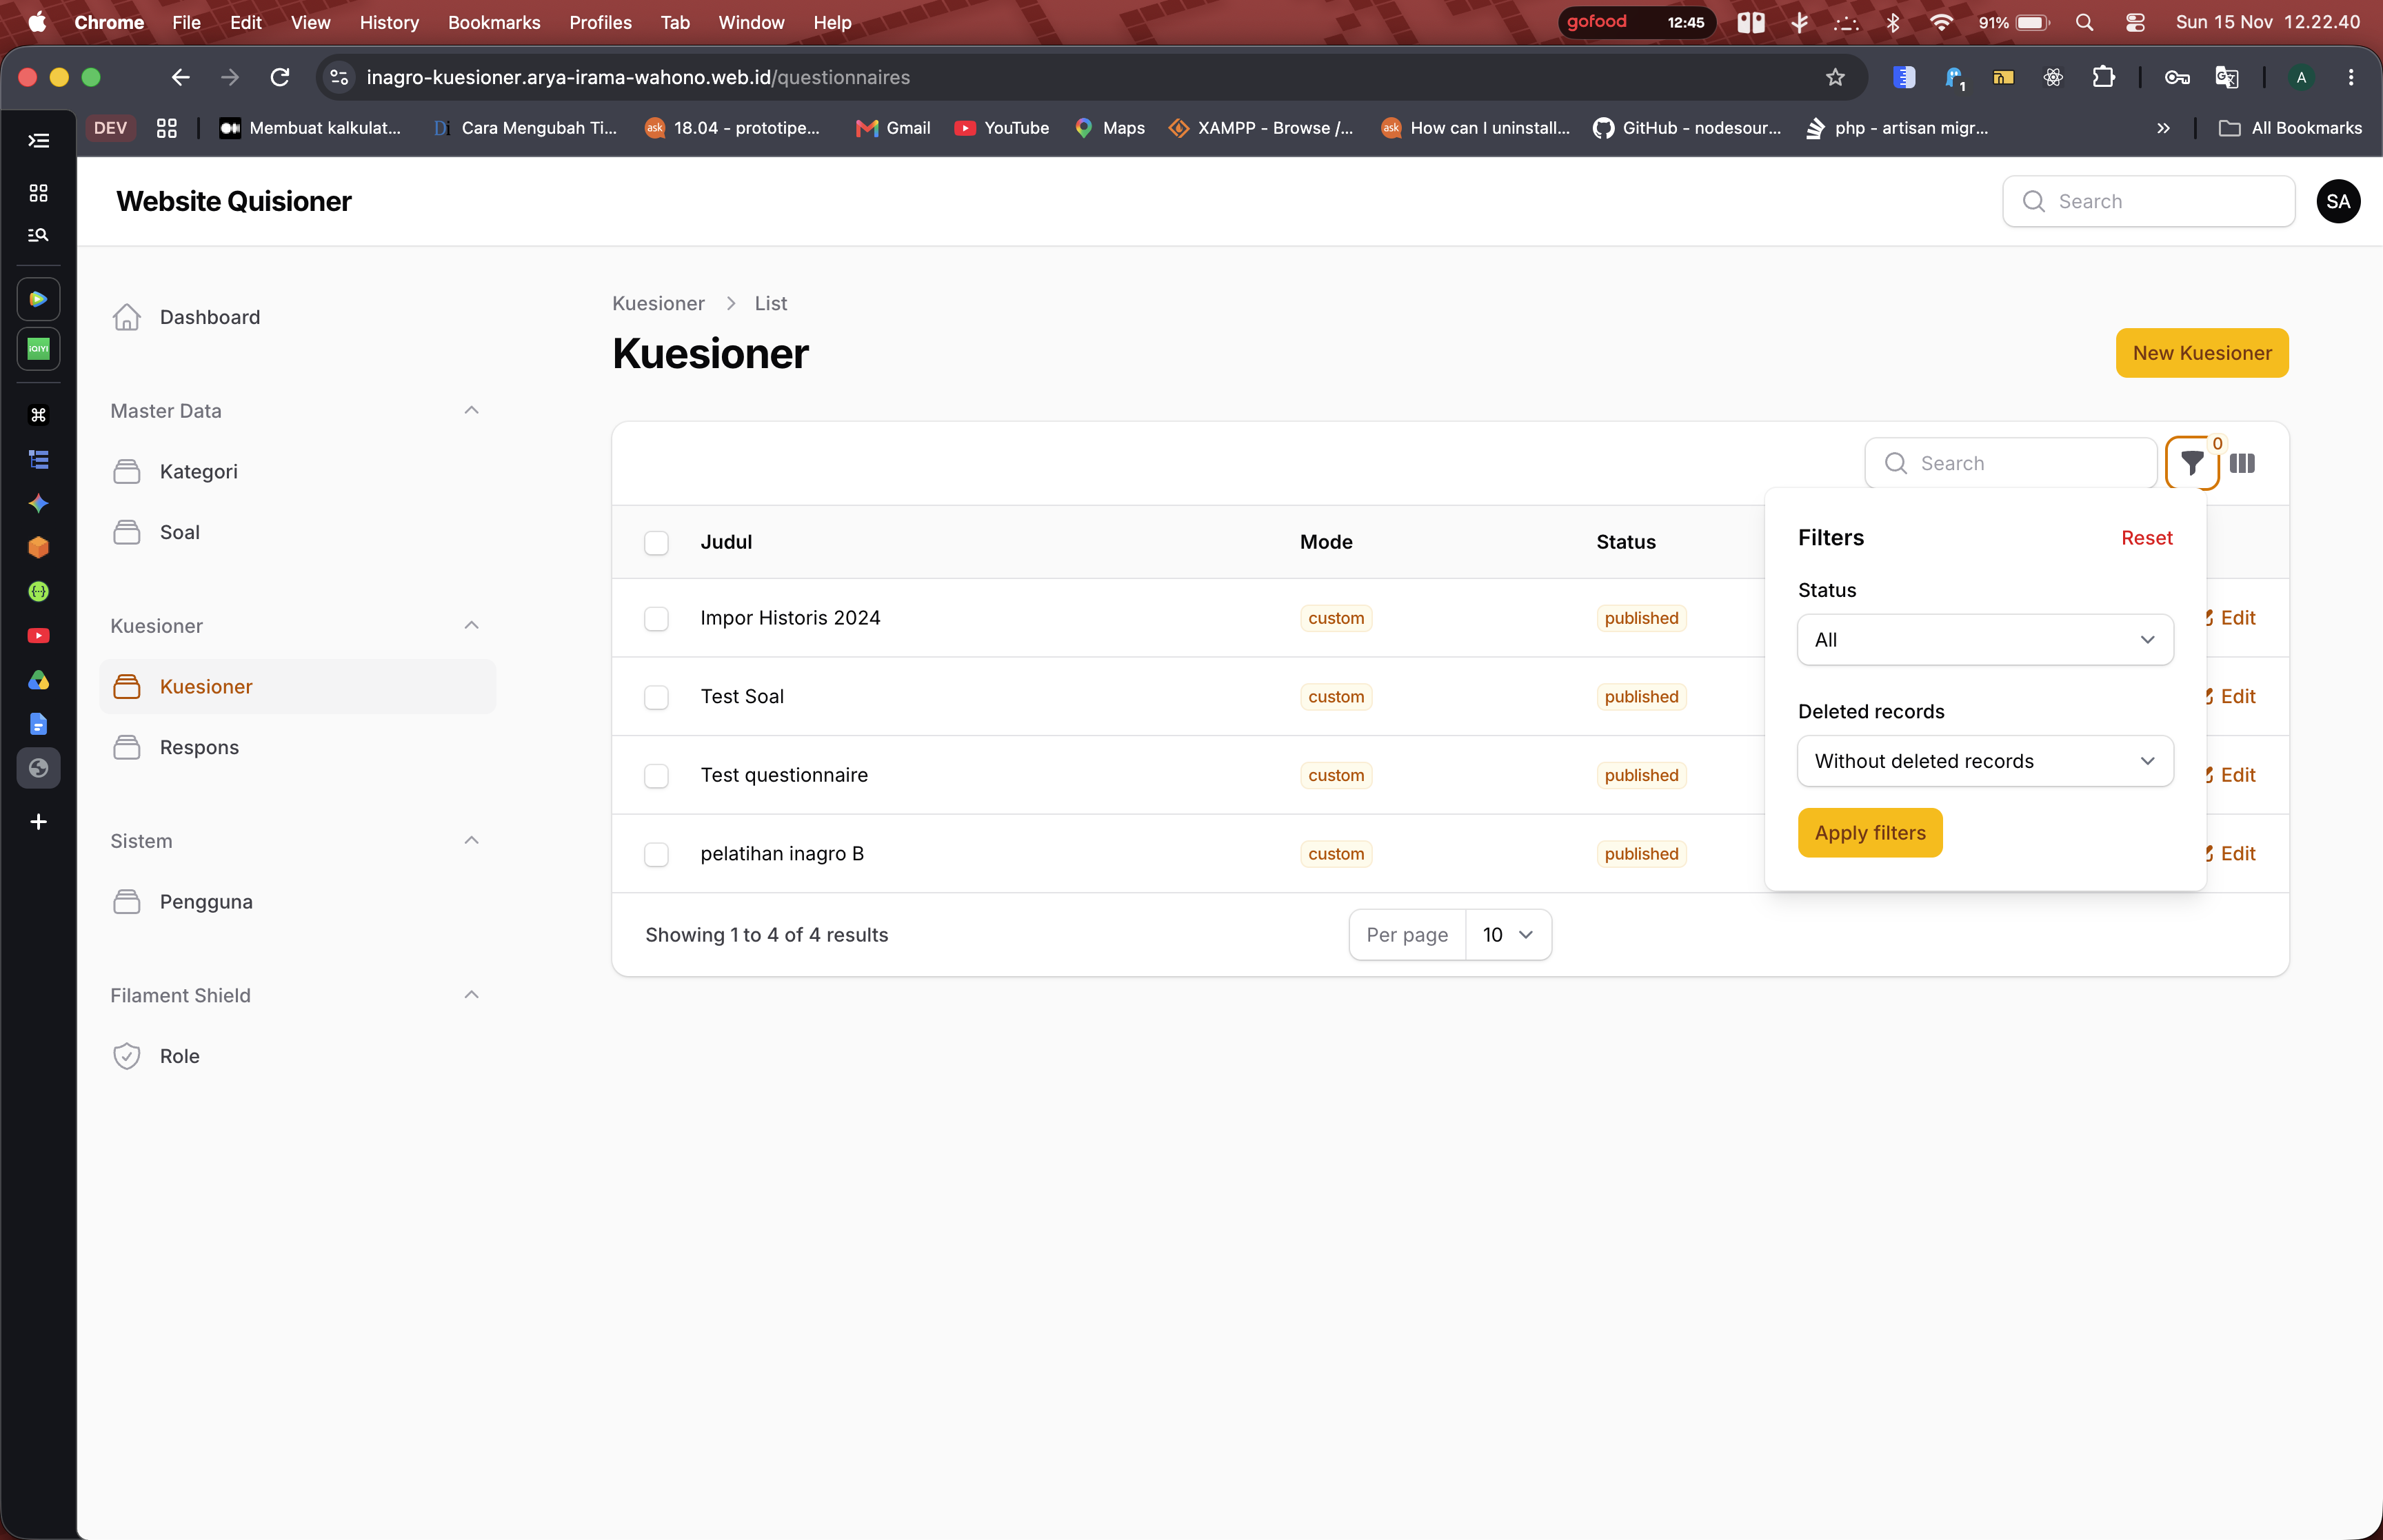 Chrome File Edit View History Bookmarks Profiles Tab Window Help gofood 12:45 91% Sun 15 Nov 12.22.40
inagro-kuesioner.arya-irama-wahono.web.id/questionnaires 1 A
DEV Membuat kalkulat... Di Cara Mengubah Ti... ask 18.04 - prototipe... Gmail YouTube Maps XAMPP - Browse /... ask How can I uninstall... GitHub - nodesour... php - artisan migr... » All Bookmarks
Website Quisioner
Search
SA
iQIYI
Dashboard
Master Data
Kategori
Soal
Kuesioner
Kuesioner
Respons
Sistem
Pengguna
Filament Shield
Role
Kuesioner > List
Kuesioner
New Kuesioner
Search
0
Judul Mode Status
Impor Historis 2024 custom published Edit
Test Soal custom published Edit
Test questionnaire custom published Edit
pelatihan inagro B custom published Edit
Showing 1 to 4 of 4 results
Per page 10
Filters Reset
Status
All
Deleted records
Without deleted records
Apply filters